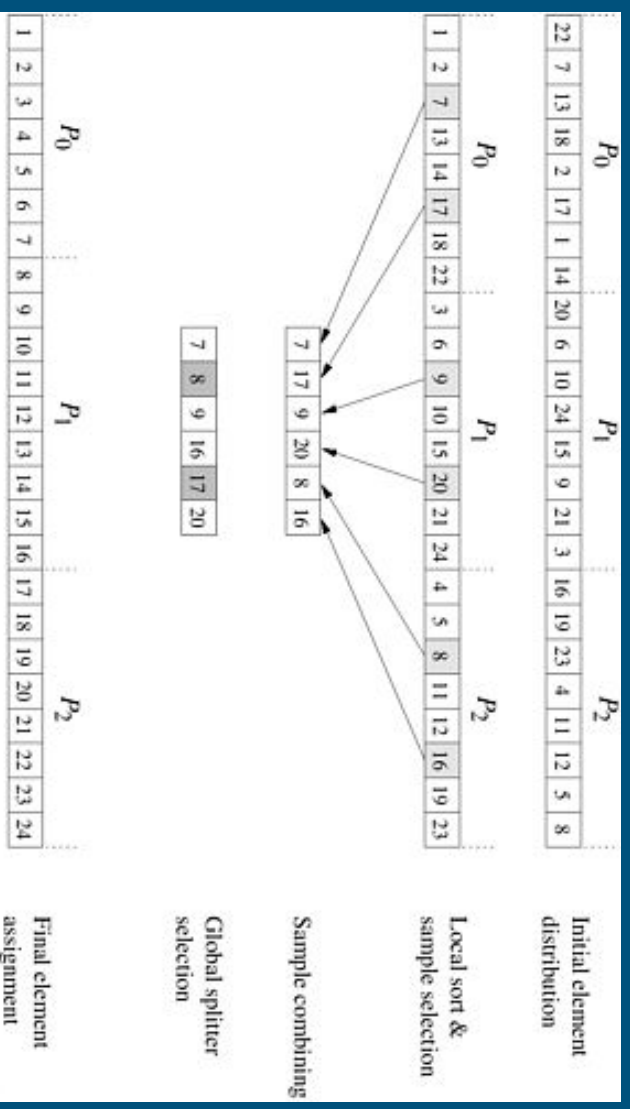 P0 P1 P2
22 7 13 18 2 17 1 14 20 6 10 24 15 9 21 3 16 19 23 4 11 12 5 8
Initial element
distribution
P0 P1 P2
1 2 7 13 14 17 18 22 3 6 9 10 15 20 21 24 4 5 8 11 12 16 19 23
Local sort &
sample selection
7 17 9 20 8 16
Sample combining
7 8 9 16 17 20
Global splitter
selection
P0 P1 P2
1 2 3 4 5 6 7 8 9 10 11 12 13 14 15 16 17 18 19 20 21 22 23 24
Final element
assignment